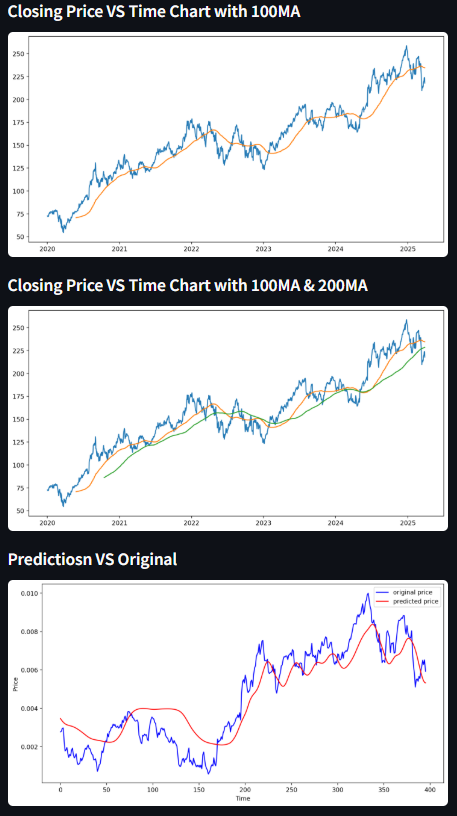 Closing Price VS Time Chart with 100MA
250
225
200
175
150
125
100
75
50
2020 2021 2022 2023 2024 2025
Closing Price VS Time Chart with 100MA & 200MA
250
225
200
175
150
125
100
75
50
2020 2021 2022 2023 2024 2025
Predictiosn VS Original
original price
predicted price
0.010
0.008
0.006
0.004
0.002
Price
0 50 100 150 200 250 300 350 400
Time